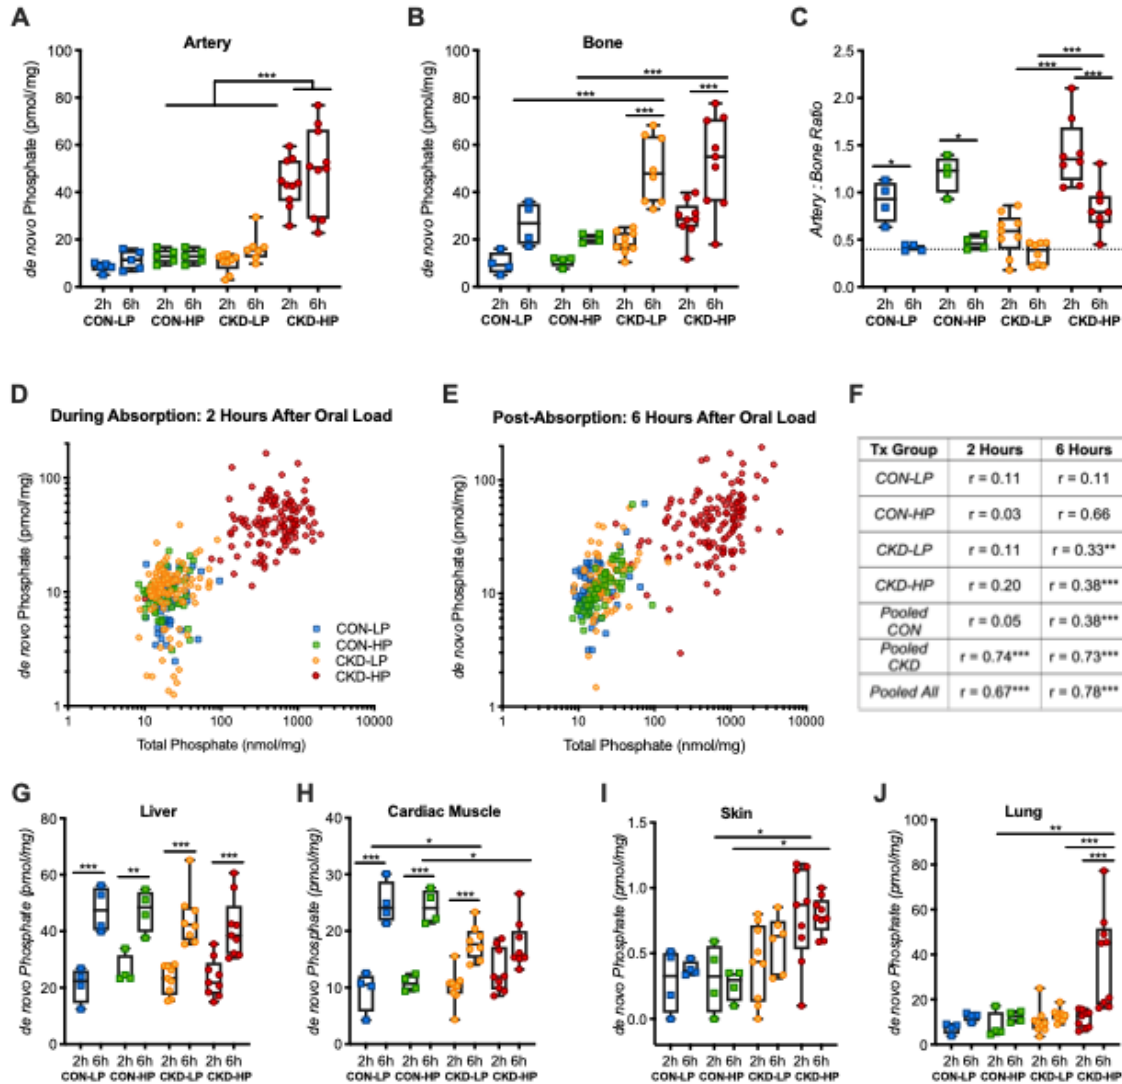 A
Artery
de novo Phosphate (pmol/mg)
100
80
60
40
20
0
***
2h 6h 2h 6h 2h 6h 2h 6h
CON-LP CON-HP CKD-LP CKD-HP
B
Bone
de novo Phosphate (pmol/mg)
100
80
60
40
20
0
***
***
*** ***
2h 6h 2h 6h 2h 6h 2h 6h
CON-LP CON-HP CKD-LP CKD-HP
C
Artery : Bone Ratio
2.5
2.0
1.5
1.0
0.5
0.0
***
***
***
* *
2h 6h 2h 6h 2h 6h 2h 6h
CON-LP CON-HP CKD-LP CKD-HP
D
During Absorption: 2 Hours After Oral Load
de novo Phosphate (pmol/mg)
100
10
1
CON-LP
CON-HP
CKD-LP
CKD-HP
1 10 100 1000 10000
Total Phosphate (nmol/mg)
E
Post-Absorption: 6 Hours After Oral Load
de novo Phosphate (pmol/mg)
100
10
1
1 10 100 1000 10000
Total Phosphate (nmol/mg)
F
Tx Group 2 Hours 6 Hours
CON-LP r = 0.11 r = 0.11
CON-HP r = 0.03 r = 0.66
CKD-LP r = 0.11 r = 0.33**
CKD-HP r = 0.20 r = 0.38***
Pooled
CON r = 0.05 r = 0.38***
Pooled
CKD r = 0.74*** r = 0.73***
Pooled All r = 0.67*** r = 0.78***
G
Liver
de novo Phosphate (pmol/mg)
80
60
40
20
0
*** ** *** ***
2h 6h 2h 6h 2h 6h 2h 6h
CON-LP CON-HP CKD-LP CKD-HP
H
Cardiac Muscle
de novo Phosphate (pmol/mg)
40
30
20
10
0
*
*
*** *** ***
2h 6h 2h 6h 2h 6h 2h 6h
CON-LP CON-HP CKD-LP CKD-HP
I
Skin
de novo Phosphate (pmol/mg)
1.5
1.0
0.5
0.0
*
*
2h 6h 2h 6h 2h 6h 2h 6h
CON-LP CON-HP CKD-LP CKD-HP
J
Lung
de novo Phosphate (pmol/mg)
100
80
60
40
20
0
**
***
***
2h 6h 2h 6h 2h 6h 2h 6h
CON-LP CON-HP CKD-LP CKD-HP